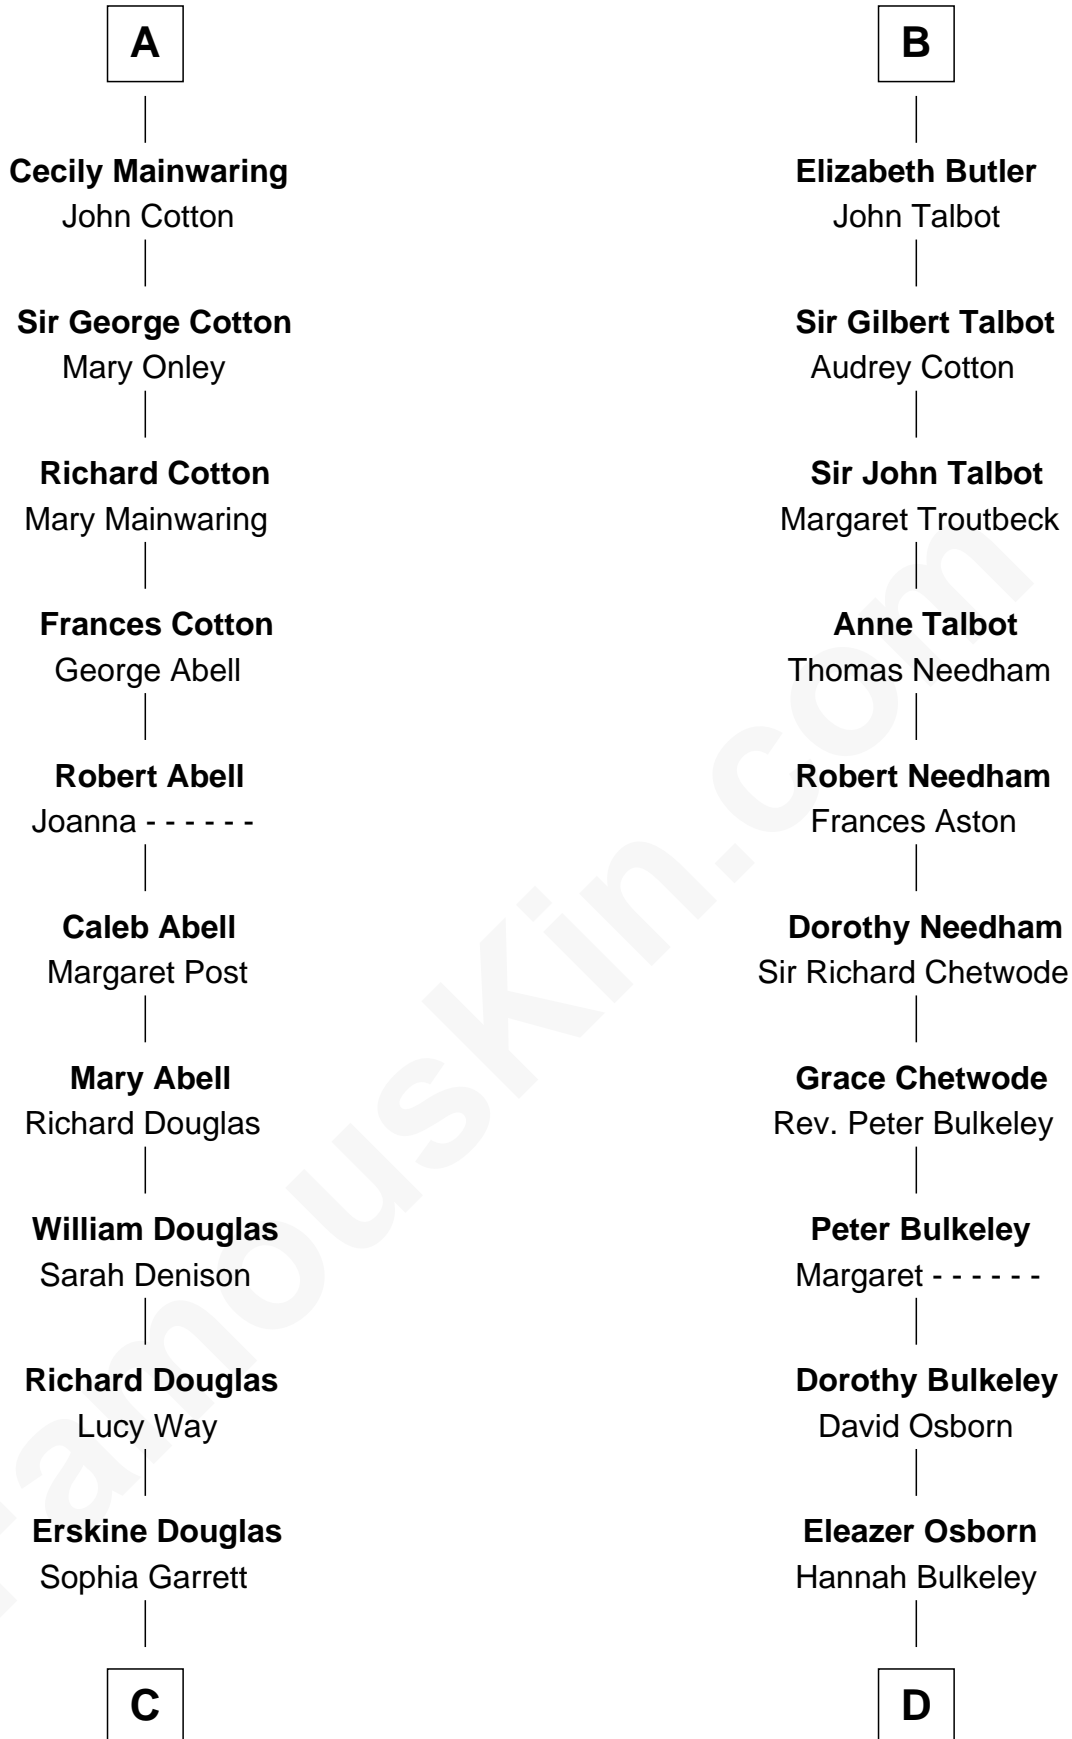 A
Cecily Mainwaring
John Cotton
Sir George Cotton
Mary Onley
Richard Cotton
Mary Mainwaring
Frances Cotton
George Abell
Robert Abell
Joanna - - - - - -
Caleb Abell
Margaret Post
Mary Abell
Richard Douglas
William Douglas
Sarah Denison
Richard Douglas
Lucy Way
Erskine Douglas
Sophia Garrett
C
B
Elizabeth Butler
John Talbot
Sir Gilbert Talbot
Audrey Cotton
Sir John Talbot
Margaret Troutbeck
Anne Talbot
Thomas Needham
Robert Needham
Frances Aston
Dorothy Needham
Sir Richard Chetwode
Grace Chetwode
Rev. Peter Bulkeley
Peter Bulkeley
Margaret - - - - - -
Dorothy Bulkeley
David Osborn
Eleazer Osborn
Hannah Bulkeley
D
FamousKin.com